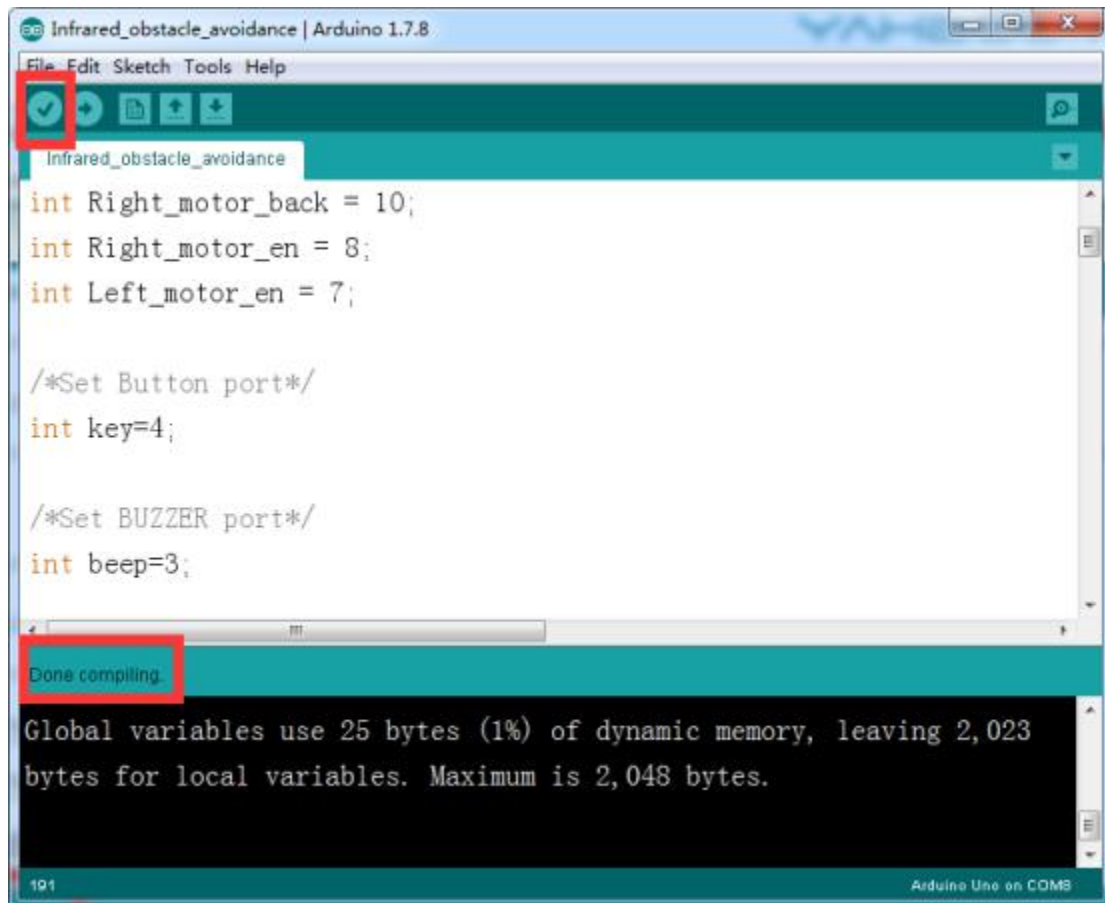 Infrared_obstacle_avoidance | Arduino 1.7.8
File Edit Sketch Tools Help
Infrared_obstacle_avoidance
int Right_motor_back = 10;
int Right_motor_en = 8;
int Left_motor_en = 7;
/*Set Button port*/
int key=4;
/*Set BUZZER port*/
int beep=3;
Done compiling.
Global variables use 25 bytes (1%) of dynamic memory, leaving 2,023
bytes for local variables. Maximum is 2,048 bytes.
191
Arduino Uno on COM8